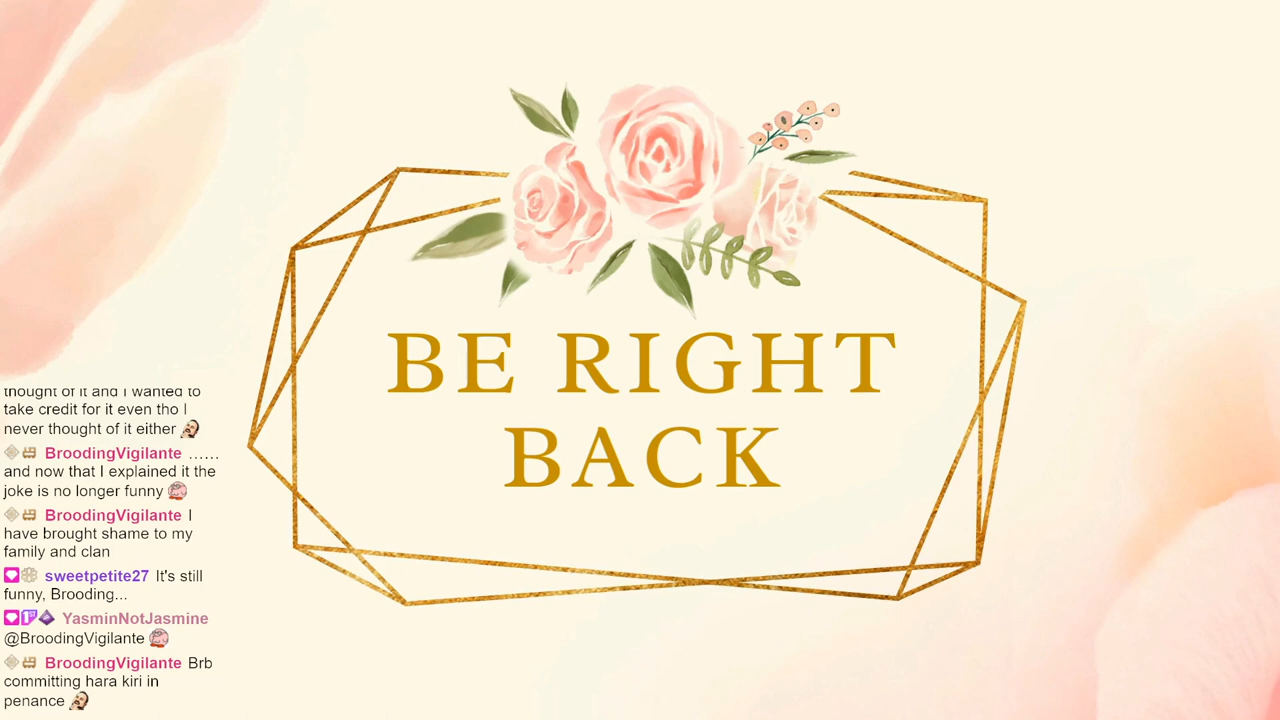 BE RIGHT
BACK
thought of it and I wanted to
take credit for it even tho I
never thought of it either
BroodingVigilante ......
and now that I explained it the
joke is no longer funny
BroodingVigilante I
have brought shame to my
family and clan
sweetpetite27 It's still
funny, Brooding...
YasminNotJasmine
@BroodingVigilante
BroodingVigilante Brb
committing hara kiri in
penance